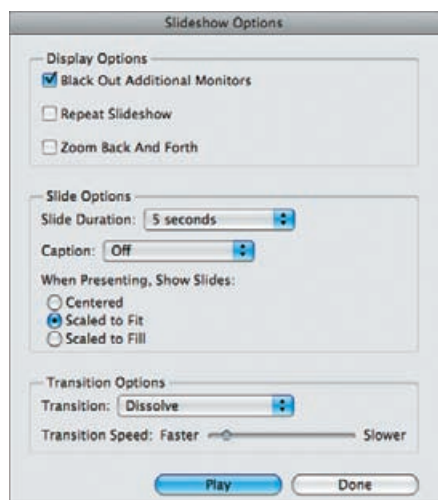 Slideshow Options
Display Options
Black Out Additional Monitors
Repeat Slideshow
Zoom Back And Forth
Slide Options
Slide Duration: 5 seconds
Caption: Off
When Presenting, Show Slides:
Centered
Scaled to Fit
Scaled to Fill
Transition Options
Transition: Dissolve
Transition Speed: Faster Slower
Play Done